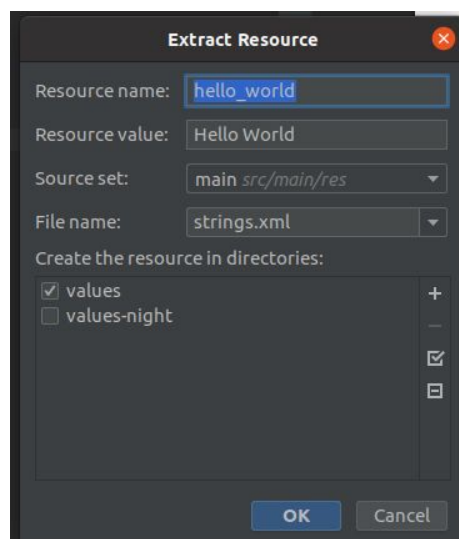 Extract Resource
Resource name: hello_world
Resource value: Hello World
Source set: main src/main/res
File name: strings.xml
Create the resource in directories:
values
values-night
OK Cancel